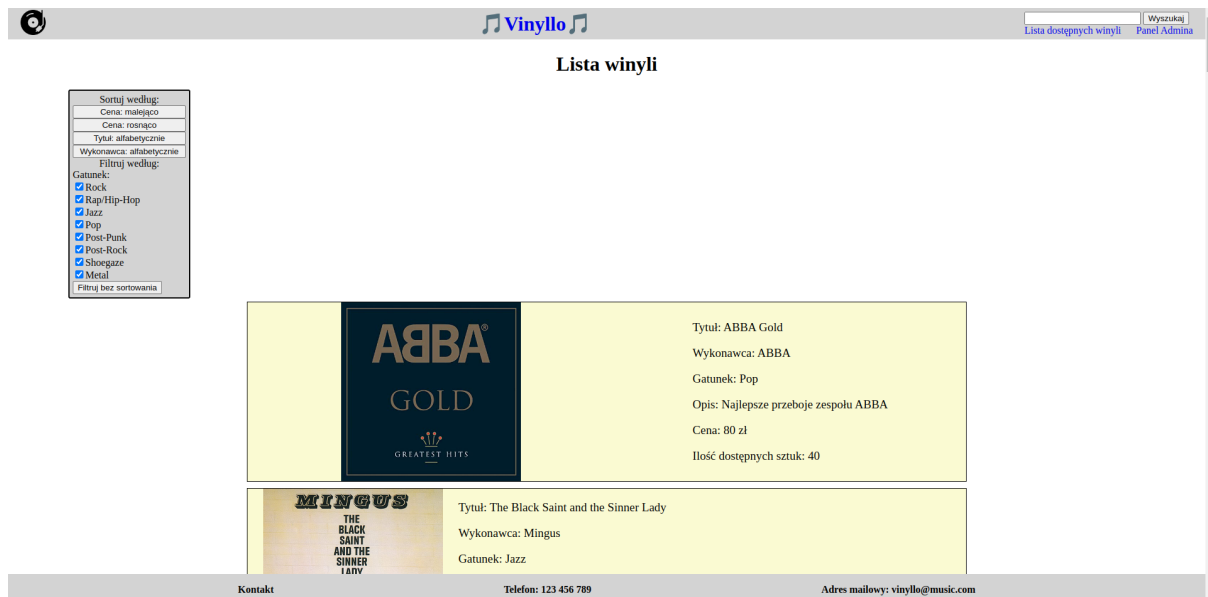 🎵Vinyllo🎵
Wyszukaj
Lista dostępnych winyli Panel Admina
Lista winyli
Sortuj według:
Cena: malejąco
Cena: rosnąco
Tytuł: alfabetycznie
Wykonawca: alfabetycznie
Filtruj według:
Gatunek:
Rock
Rap/Hip-Hop
Jazz
Pop
Post-Punk
Post-Rock
Shoegaze
Metal
Filtruj bez sortowania
ABBA®
GOLD
GREATEST HITS
Tytuł: ABBA Gold
Wykonawca: ABBA
Gatunek: Pop
Opis: Najlepsze przeboje zespołu ABBA
Cena: 80 zł
Ilość dostępnych sztuk: 40
MINGUS
THE
BLACK
SAINT
AND THE
SINNER
LADY
Tytuł: The Black Saint and the Sinner Lady
Wykonawca: Mingus
Gatunek: Jazz
Kontakt Telefon: 123 456 789 Adres mailowy: vinyllo@music.com